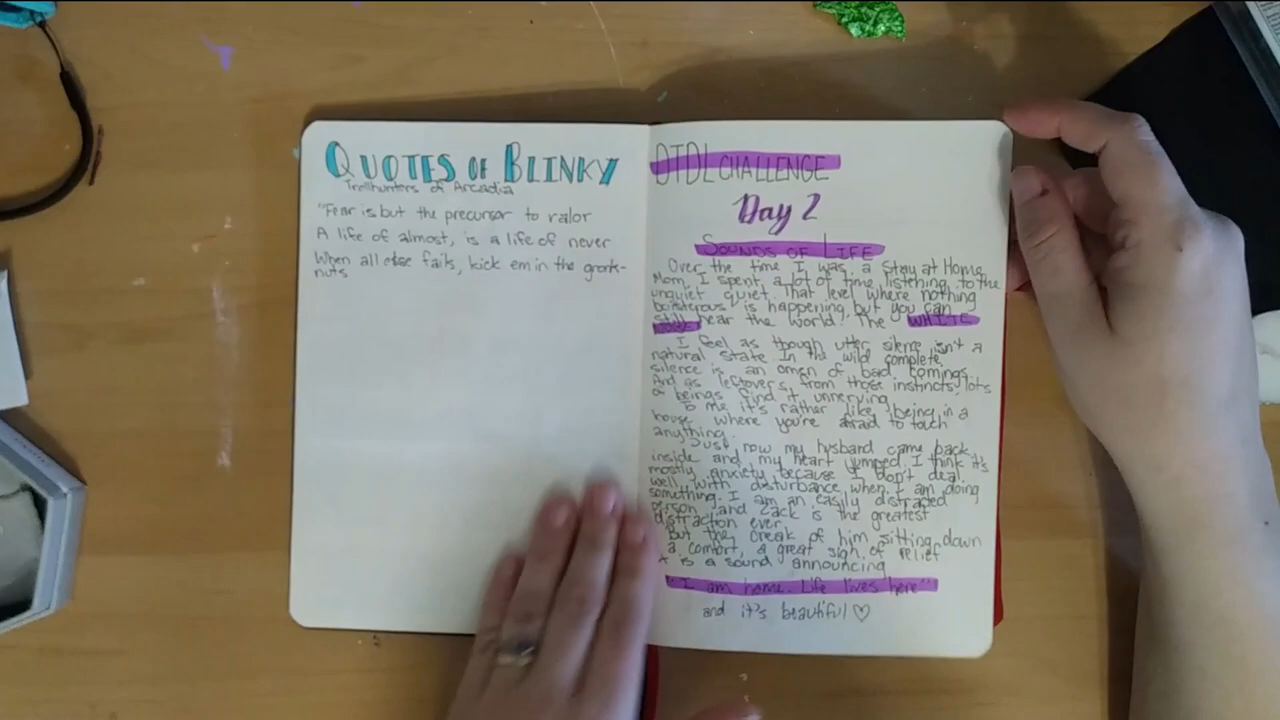 QUOTES OF BLINKY
Trollhunters of Arcadia
"Fear is but the precursor to valor
A life of almost, is a life of never
When all else fails, kick em in the gronk-
nuts
DTDL CHALLENGE
Day 2
SOUNDS OF LIFE
Over the time I was a Stay at Home
Mom, I spent a lot of time listening to the
unquiet quiet. That level where nothing
boisterous is happening but you can
still hear the world. The WHITE
I feel as though utter silence isn't a
natural state. In the wild complete
silence is an omen of bad comings.
And as leftovers from those instincts, lots
of beings find it unnerving.
To me it's rather like being in a
house where you're afraid to touch
anything.
Just now my husband came back
inside and my heart jumped. I think it's
mostly anxiety because I don't deal
well with disturbance when I am doing
something. I am an easily distracted
person and Zack is the greatest
distraction ever.
But the creak of him sitting down
a comfort, a great sigh of relief
is a sound announcing
"I am home. Life lives here"
and it's beautiful ♡